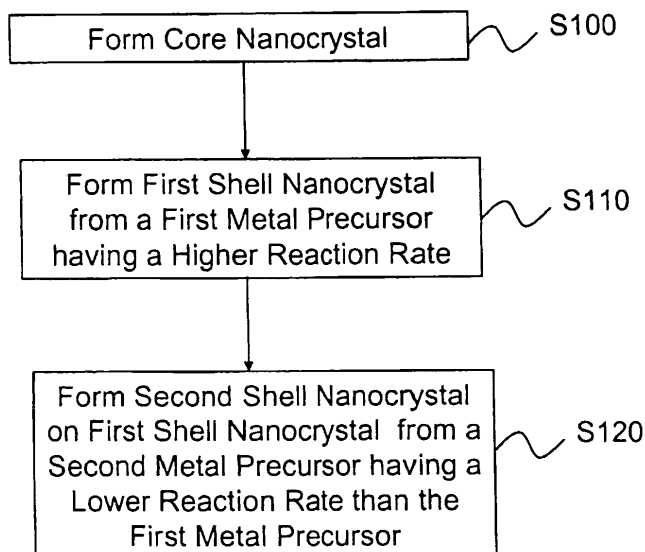 Form Core Nanocrystal
S100
Form First Shell Nanocrystal
from a First Metal Precursor
having a Higher Reaction Rate
S110
Form Second Shell Nanocrystal
on First Shell Nanocrystal from a
Second Metal Precursor having a
Lower Reaction Rate than the
First Metal Precursor
S120